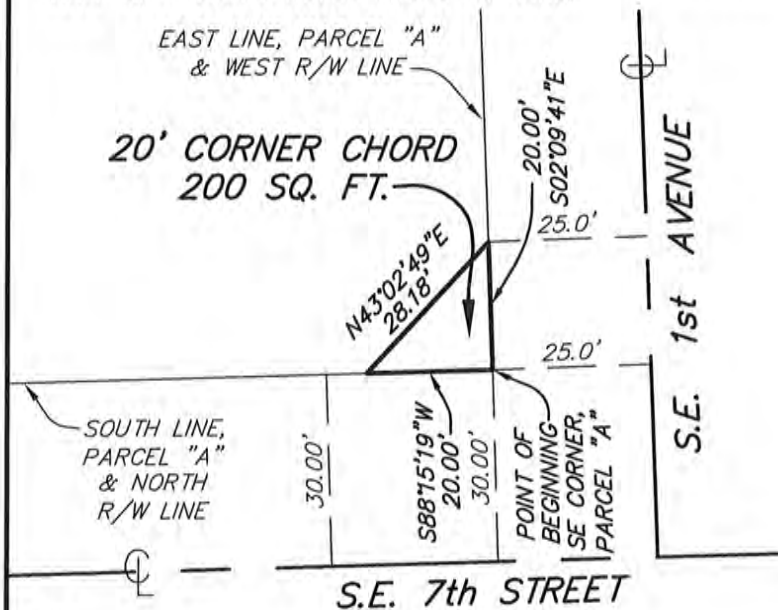 EAST LINE, PARCEL "A"
& WEST R/W LINE
20' CORNER CHORD
200 SQ. FT.
20.00'
S02°09'41"E
25.0'
N43°02'49"E
28.18'
25.0'
S.E. 1st AVENUE
SOUTH LINE,
PARCEL "A"
& NORTH
R/W LINE
30.00'
S88°15'19"W
20.00'
30.00'
POINT OF
BEGINNING
SE CORNER,
PARCEL "A"
S.E. 7th STREET